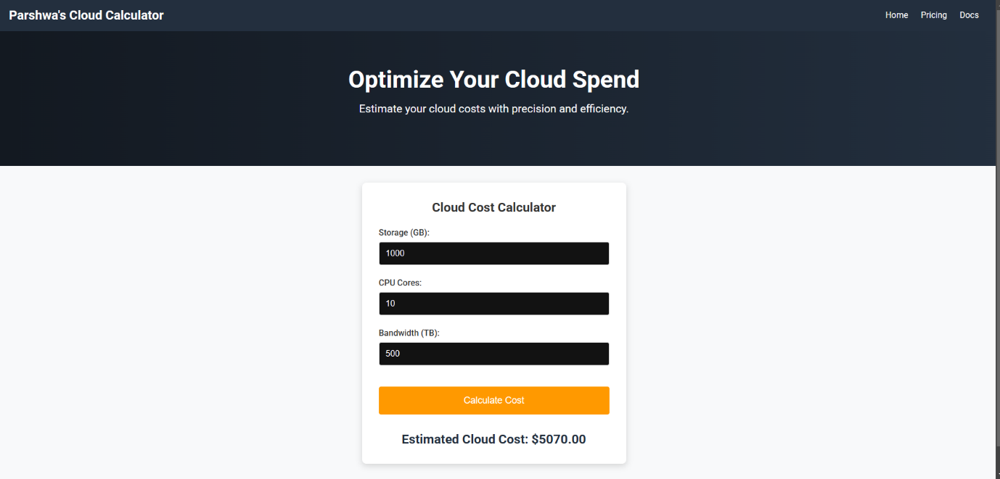 Parshwa's Cloud Calculator
Home Pricing Docs
Optimize Your Cloud Spend
Estimate your cloud costs with precision and efficiency.
Cloud Cost Calculator
Storage (GB):
1000
CPU Cores:
10
Bandwidth (TB):
500
Calculate Cost
Estimated Cloud Cost: $5070.00